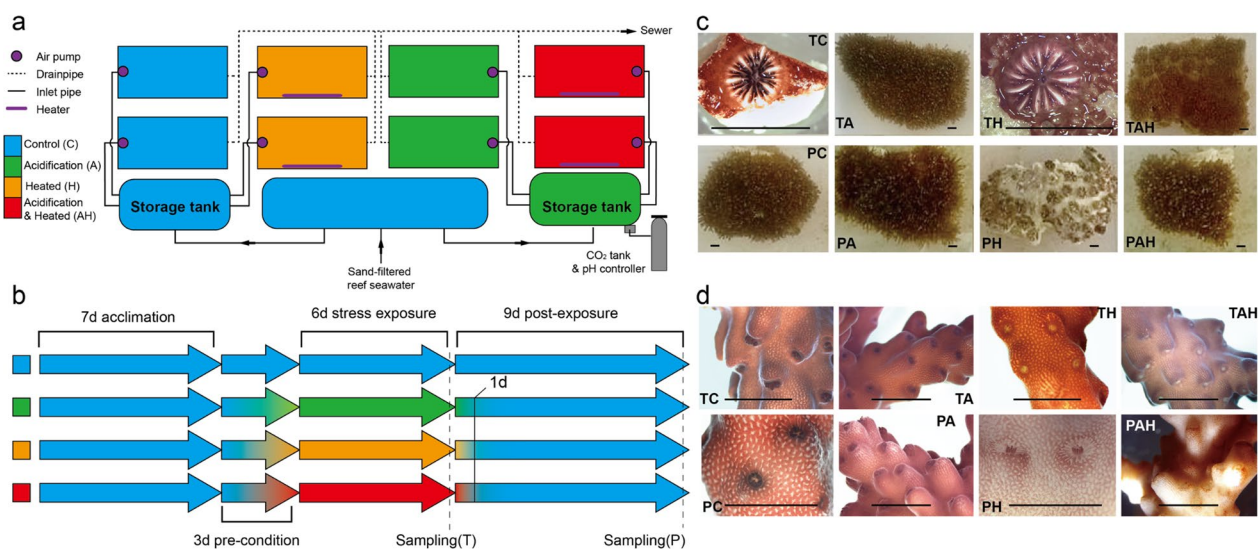 a
Sewer
Air pump
Drainpipe
Inlet pipe
Heater
Control (C)
Acidification (A)
Heated (H)
Acidification
& Heated (AH)
Storage tank
Storage tank
Sand-filtered
reef seawater
CO₂ tank
& pH controller
b
7d acclimation
6d stress exposure
9d post-exposure
1d
3d pre-condition
Sampling(T)
Sampling(P)
c
TC
TA
TH
TAH
PC
PA
PH
PAH
d
TC
TA
TH
TAH
PC
PA
PH
PAH